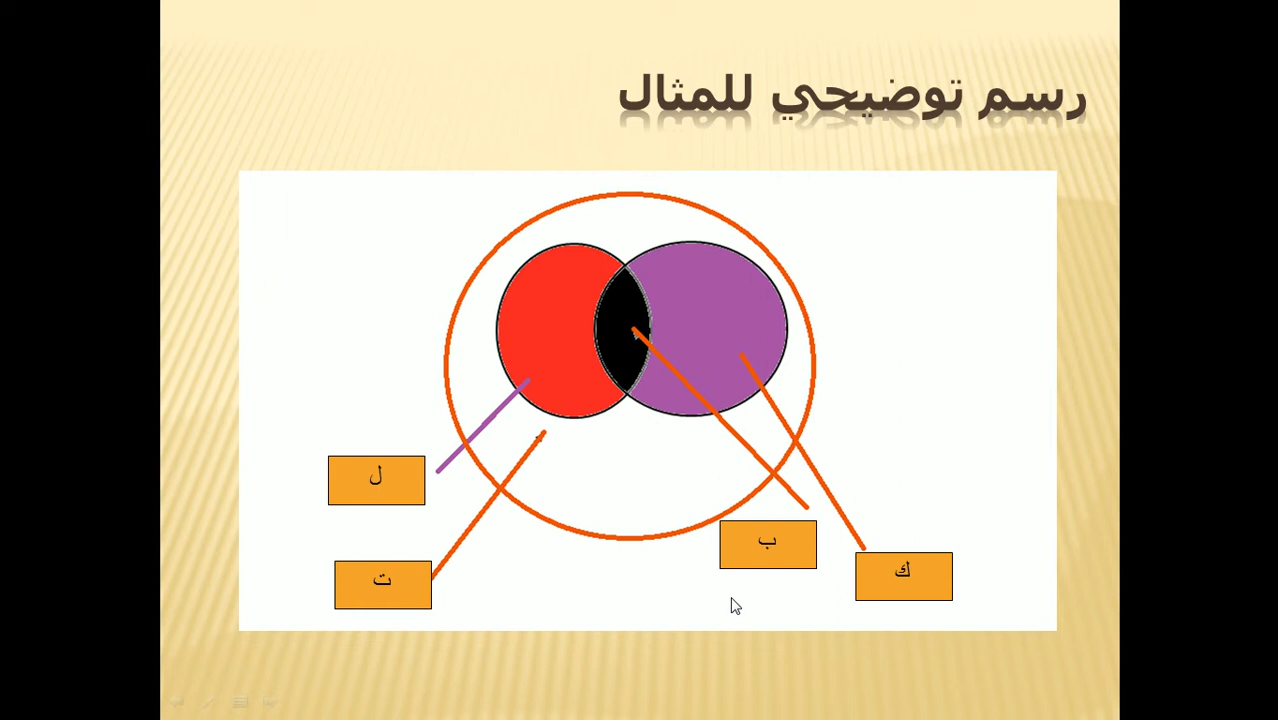 رسم توضيحي للمثال
ل
ب
ك
ت